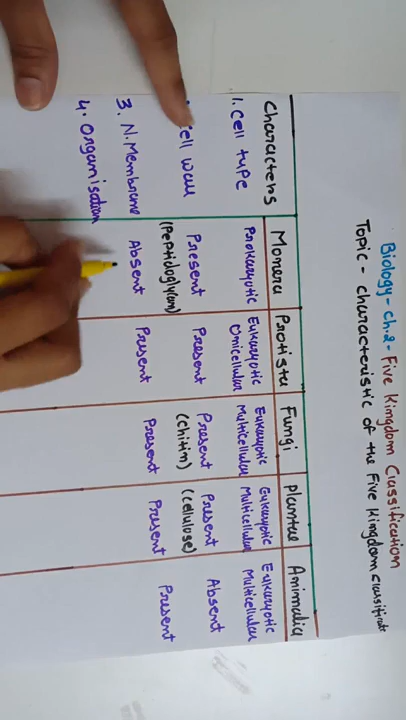 Biology - Ch.2 - Five Kingdom Classification
Topic - characteristic of the Five Kingdom classificat
Characters Monera Protista Fungi Plantae Animalia
1. Cell type Prokaryotic Eukaryotic Eukaryotic Eukaryotic Eukaryotic
Unicellular Multicellular Multicellular Multicellular
Cell wall Present Present Present Present Absent
(Peptidoglycan) (chitin) (cellulose)
3. N. Membrane Absent Present Present Present Present
4. Organisation